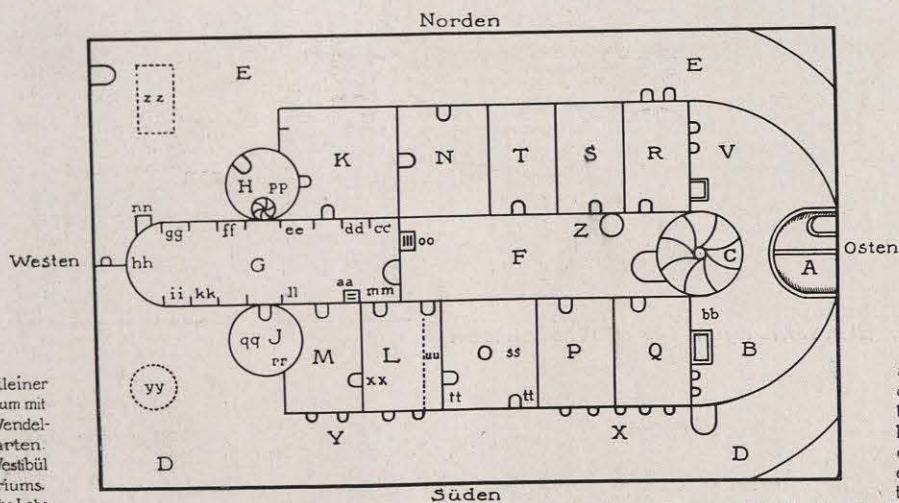 Norden
E
E
zz
K
N
T
S
R
V
H pp
nn
gg
ff
ee
dd cc
Z
oo
Westen
hh
G
F
C
A
Osten
aa
mm
ii kk
ll
bb
qq J
rr
M
L
uu
O ss
P
Q
B
xx
tt
tt
yy
Y
X
D
D
Süden
kleiner
um mit
Wendel-
arten.
Vestibül
riums.